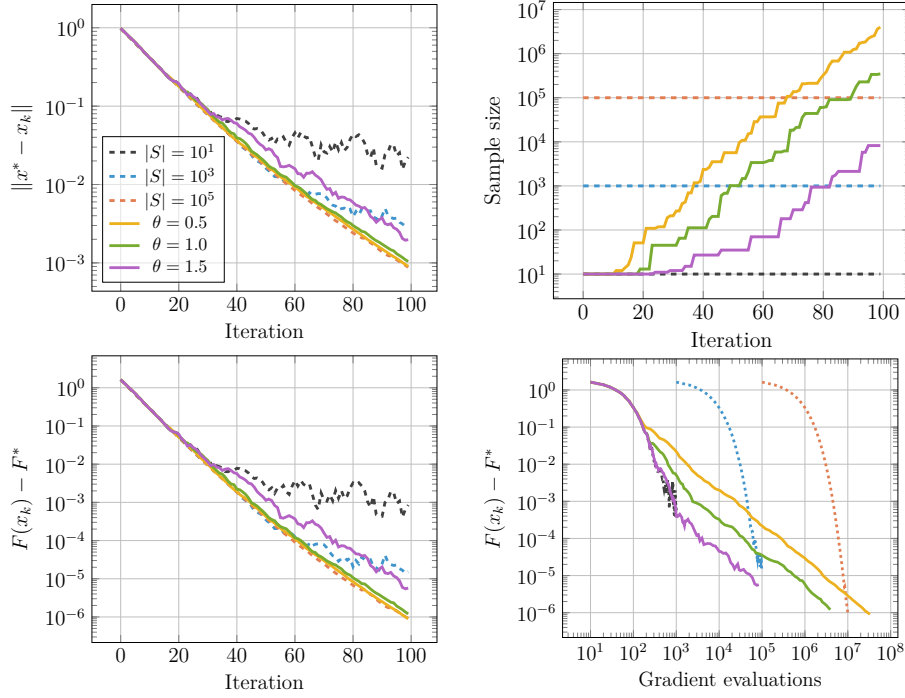 10^0
10^{-1}
10^{-2}
10^{-3}
‖x^* − x_k‖
|S| = 10^1
|S| = 10^3
|S| = 10^5
θ = 0.5
θ = 1.0
θ = 1.5
0 20 40 60 80 100
Iteration
10^7
10^6
10^5
10^4
10^3
10^2
10^1
Sample size
0 20 40 60 80 100
Iteration
10^0
10^{-1}
10^{-2}
10^{-3}
10^{-4}
10^{-5}
10^{-6}
F(x_k) − F^*
0 20 40 60 80 100
Iteration
10^0
10^{-1}
10^{-2}
10^{-3}
10^{-4}
10^{-5}
10^{-6}
F(x_k) − F^*
10^1 10^2 10^3 10^4 10^5 10^6 10^7 10^8
Gradient evaluations